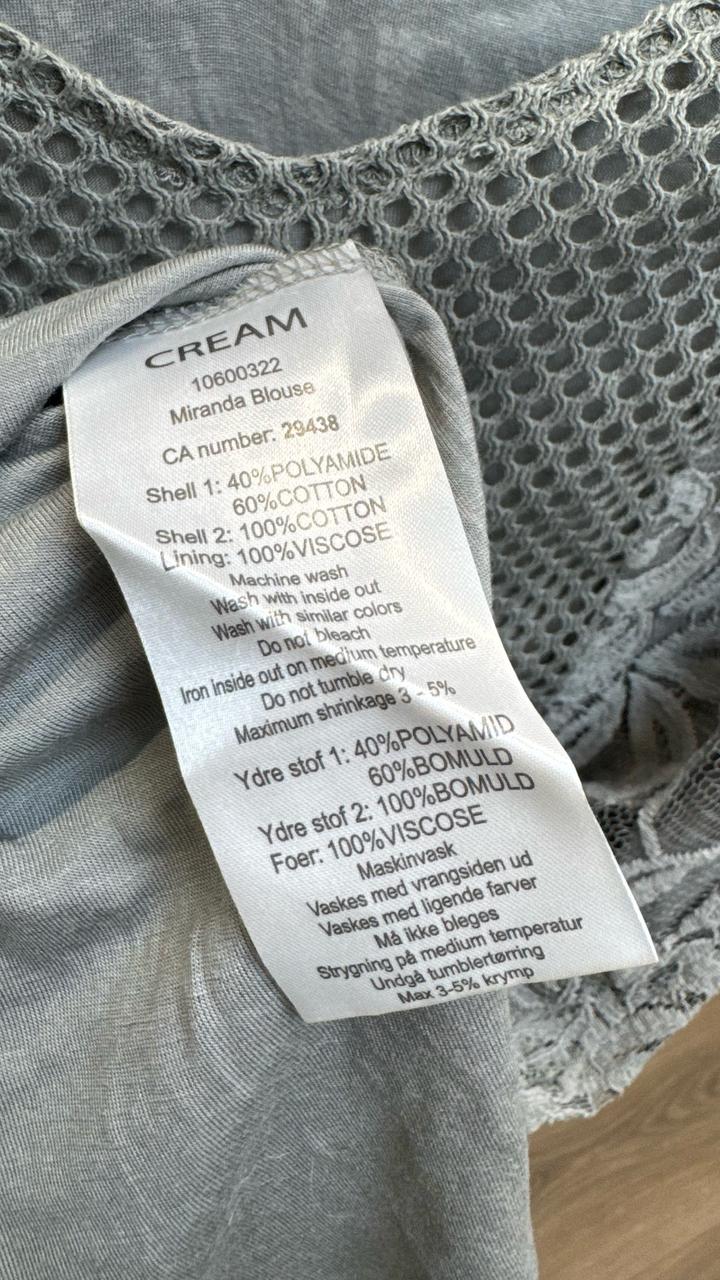 CREAM
10600322
Miranda Blouse
CA number: 29438
Shell 1: 40%POLYAMIDE
60%COTTON
Shell 2: 100%COTTON
Lining: 100%VISCOSE
Machine wash
Wash with inside out
Wash with similar colors
Do not bleach
Iron inside out on medium temperature
Do not tumble dry
Maximum shrinkage 3 - 5%
Ydre stof 1: 40%POLYAMID
60%BOMULD
Ydre stof 2: 100%BOMULD
Foer: 100%VISCOSE
Maskinvask
Vaskes med vrangsiden ud
Vaskes med ligende farver
Må ikke bleges
Strygning på medium temperatur
Undgå tumblertørring
Max 3-5% krymp